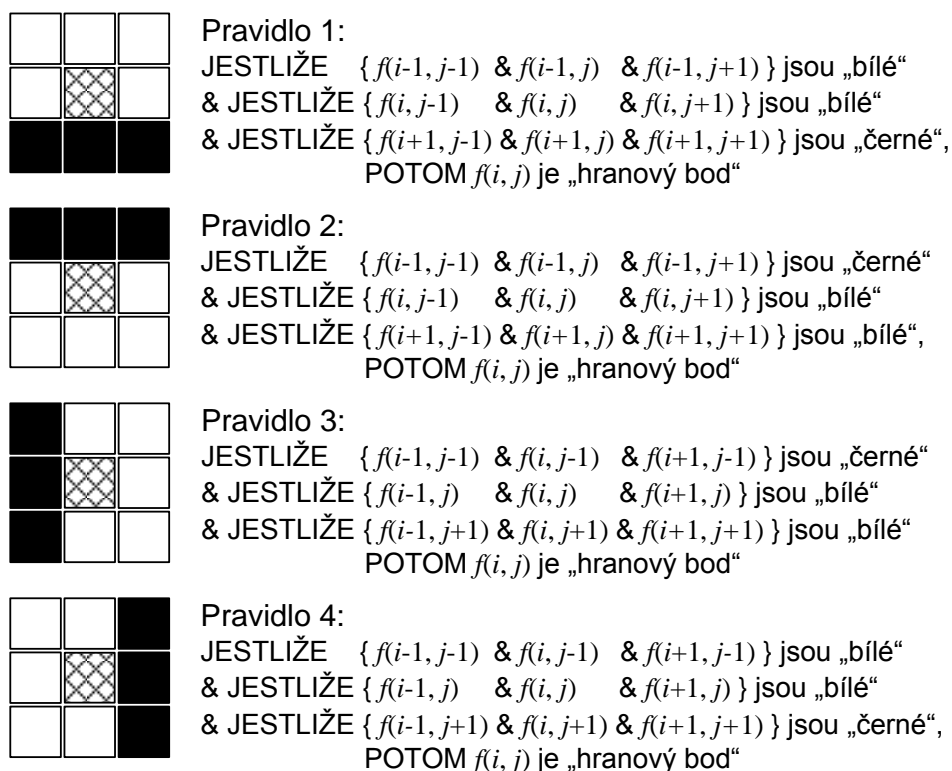 Pravidlo 1:
JESTLIŽE { f(i-1, j-1) & f(i-1, j) & f(i-1, j+1) } jsou „bílé“
& JESTLIŽE { f(i, j-1) & f(i, j) & f(i, j+1) } jsou „bílé“
& JESTLIŽE { f(i+1, j-1) & f(i+1, j) & f(i+1, j+1) } jsou „černé“,
POTOM f(i, j) je „hranový bod“
Pravidlo 2:
JESTLIŽE { f(i-1, j-1) & f(i-1, j) & f(i-1, j+1) } jsou „černé“
& JESTLIŽE { f(i, j-1) & f(i, j) & f(i, j+1) } jsou „bílé“
& JESTLIŽE { f(i+1, j-1) & f(i+1, j) & f(i+1, j+1) } jsou „bílé“,
POTOM f(i, j) je „hranový bod“
Pravidlo 3:
JESTLIŽE { f(i-1, j-1) & f(i, j-1) & f(i+1, j-1) } jsou „černé“
& JESTLIŽE { f(i-1, j) & f(i, j) & f(i+1, j) } jsou „bílé“
& JESTLIŽE { f(i-1, j+1) & f(i, j+1) & f(i+1, j+1) } jsou „bílé“
POTOM f(i, j) je „hranový bod“
Pravidlo 4:
JESTLIŽE { f(i-1, j-1) & f(i, j-1) & f(i+1, j-1) } jsou „bílé“
& JESTLIŽE { f(i-1, j) & f(i, j) & f(i+1, j) } jsou „bílé“
& JESTLIŽE { f(i-1, j+1) & f(i, j+1) & f(i+1, j+1) } jsou „černé“,
POTOM f(i, j) je „hranový bod“